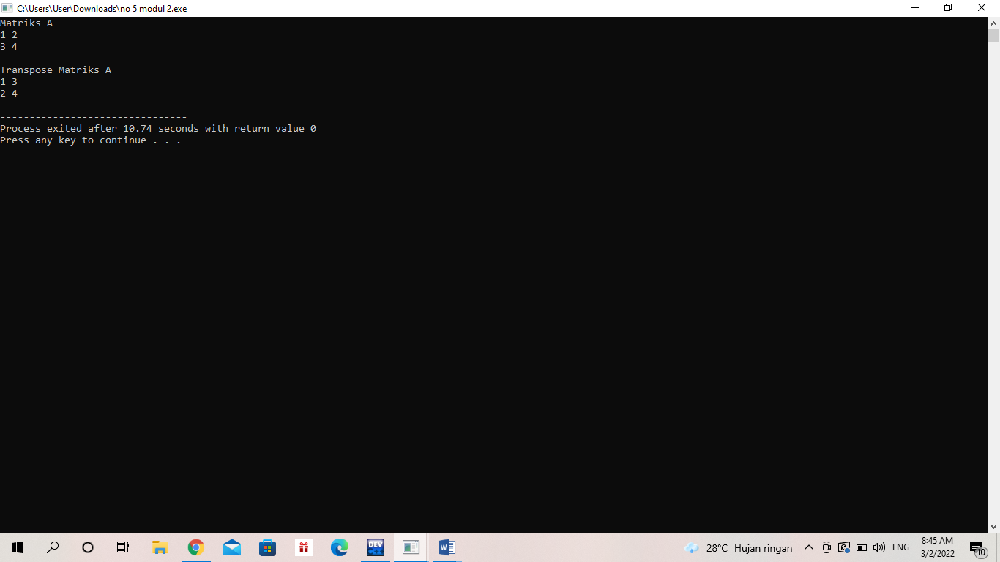 C:\Users\User\Downloads\no 5 modul 2.exe
Matriks A
1 2
3 4
Transpose Matriks A
1 3
2 4
--------------------------------
Process exited after 10.74 seconds with return value 0
Press any key to continue . . .
DEV
C++
W
28°C Hujan ringan
ENG
8:45 AM
3/2/2022
10